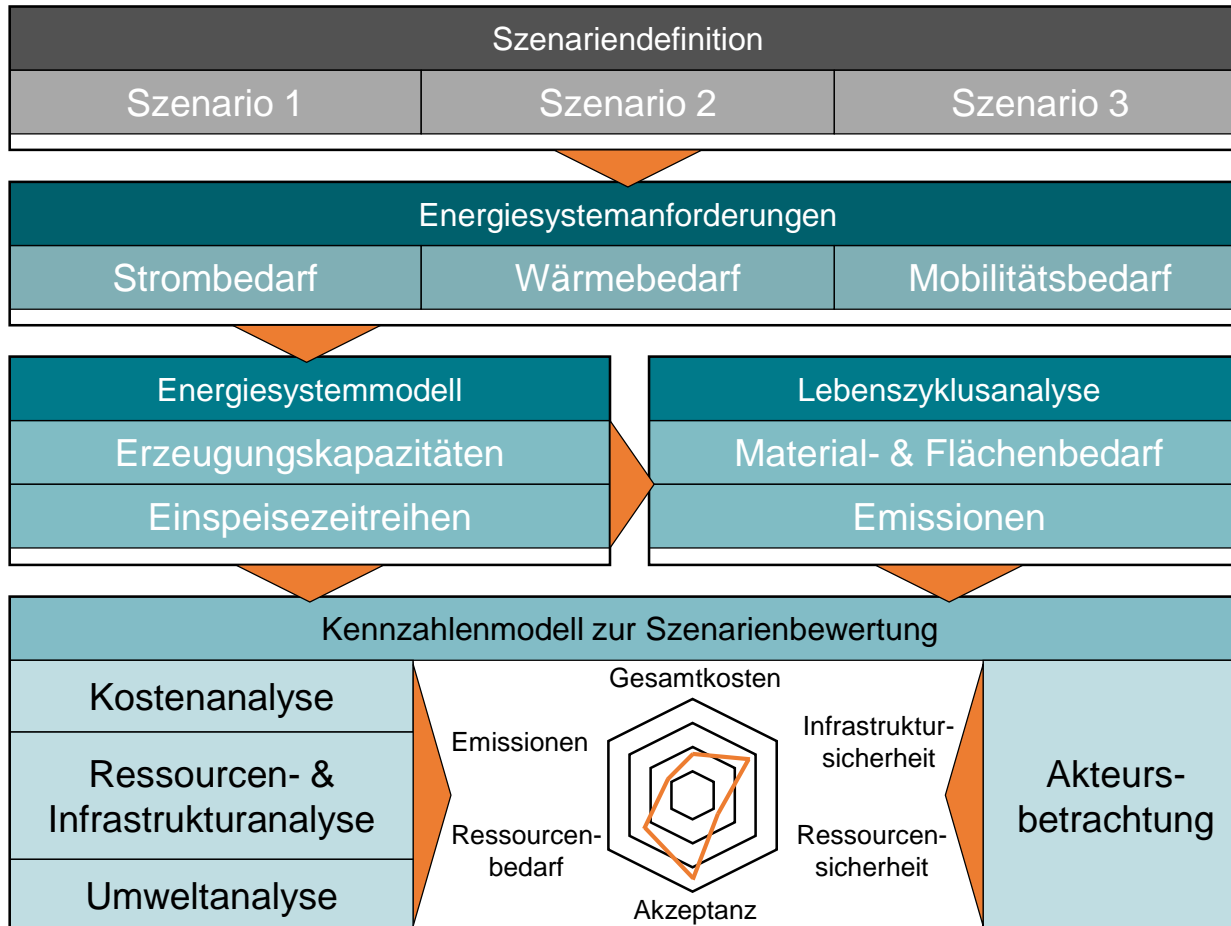 Szenariendefinition
Szenario 1
Szenario 2
Szenario 3
Energiesystemanforderungen
Strombedarf
Wärmebedarf
Mobilitätsbedarf
Energiesystemmodell
Erzeugungskapazitäten
Einspeisezeitreihen
Lebenszyklusanalyse
Material- & Flächenbedarf
Emissionen
Kennzahlenmodell zur Szenarienbewertung
Kostenanalyse
Ressourcen- &
Infrastrukturanalyse
Umweltanalyse
Gesamtkosten
Emissionen
Infrastruktur-
sicherheit
Ressourcen-
bedarf
Ressourcen-
sicherheit
Akzeptanz
Akteurs-
betrachtung